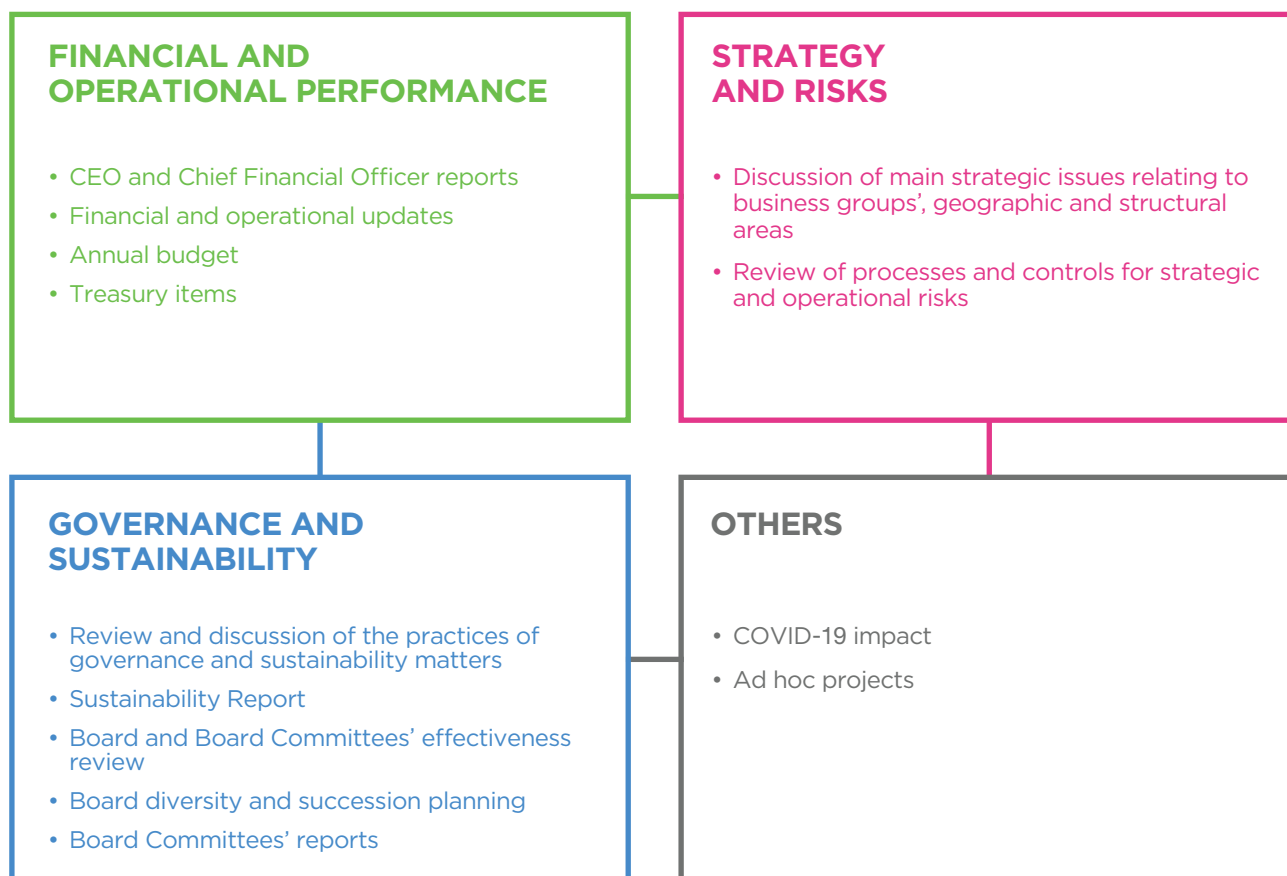 FINANCIAL AND
OPERATIONAL PERFORMANCE
• CEO and Chief Financial Officer reports
• Financial and operational updates
• Annual budget
• Treasury items
STRATEGY
AND RISKS
• Discussion of main strategic issues relating to
business groups’, geographic and structural
areas
• Review of processes and controls for strategic
and operational risks
GOVERNANCE AND
SUSTAINABILITY
• Review and discussion of the practices of
governance and sustainability matters
• Sustainability Report
• Board and Board Committees’ effectiveness
review
• Board diversity and succession planning
• Board Committees’ reports
OTHERS
• COVID-19 impact
• Ad hoc projects